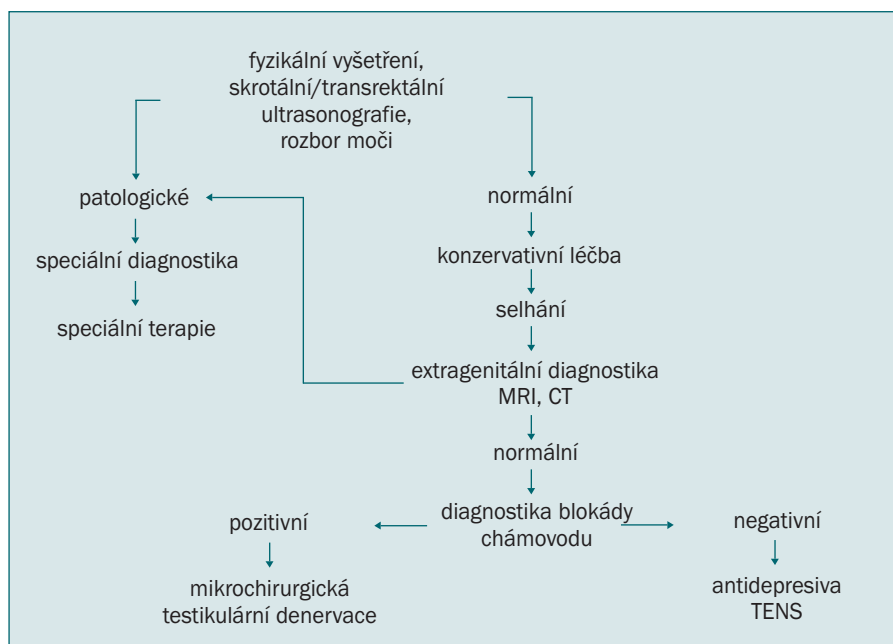 fyzikální vyšetření,
skrotální/transrektální
ultrasonografie,
rozbor moči
patologické
normální
speciální diagnostika
konzervativní léčba
speciální terapie
selhání
extragenitální diagnostika
MRI, CT
normální
diagnostika blokády
chámovodu
pozitivní
negativní
mikrochirurgická
testikulární denervace
antidepresiva
TENS